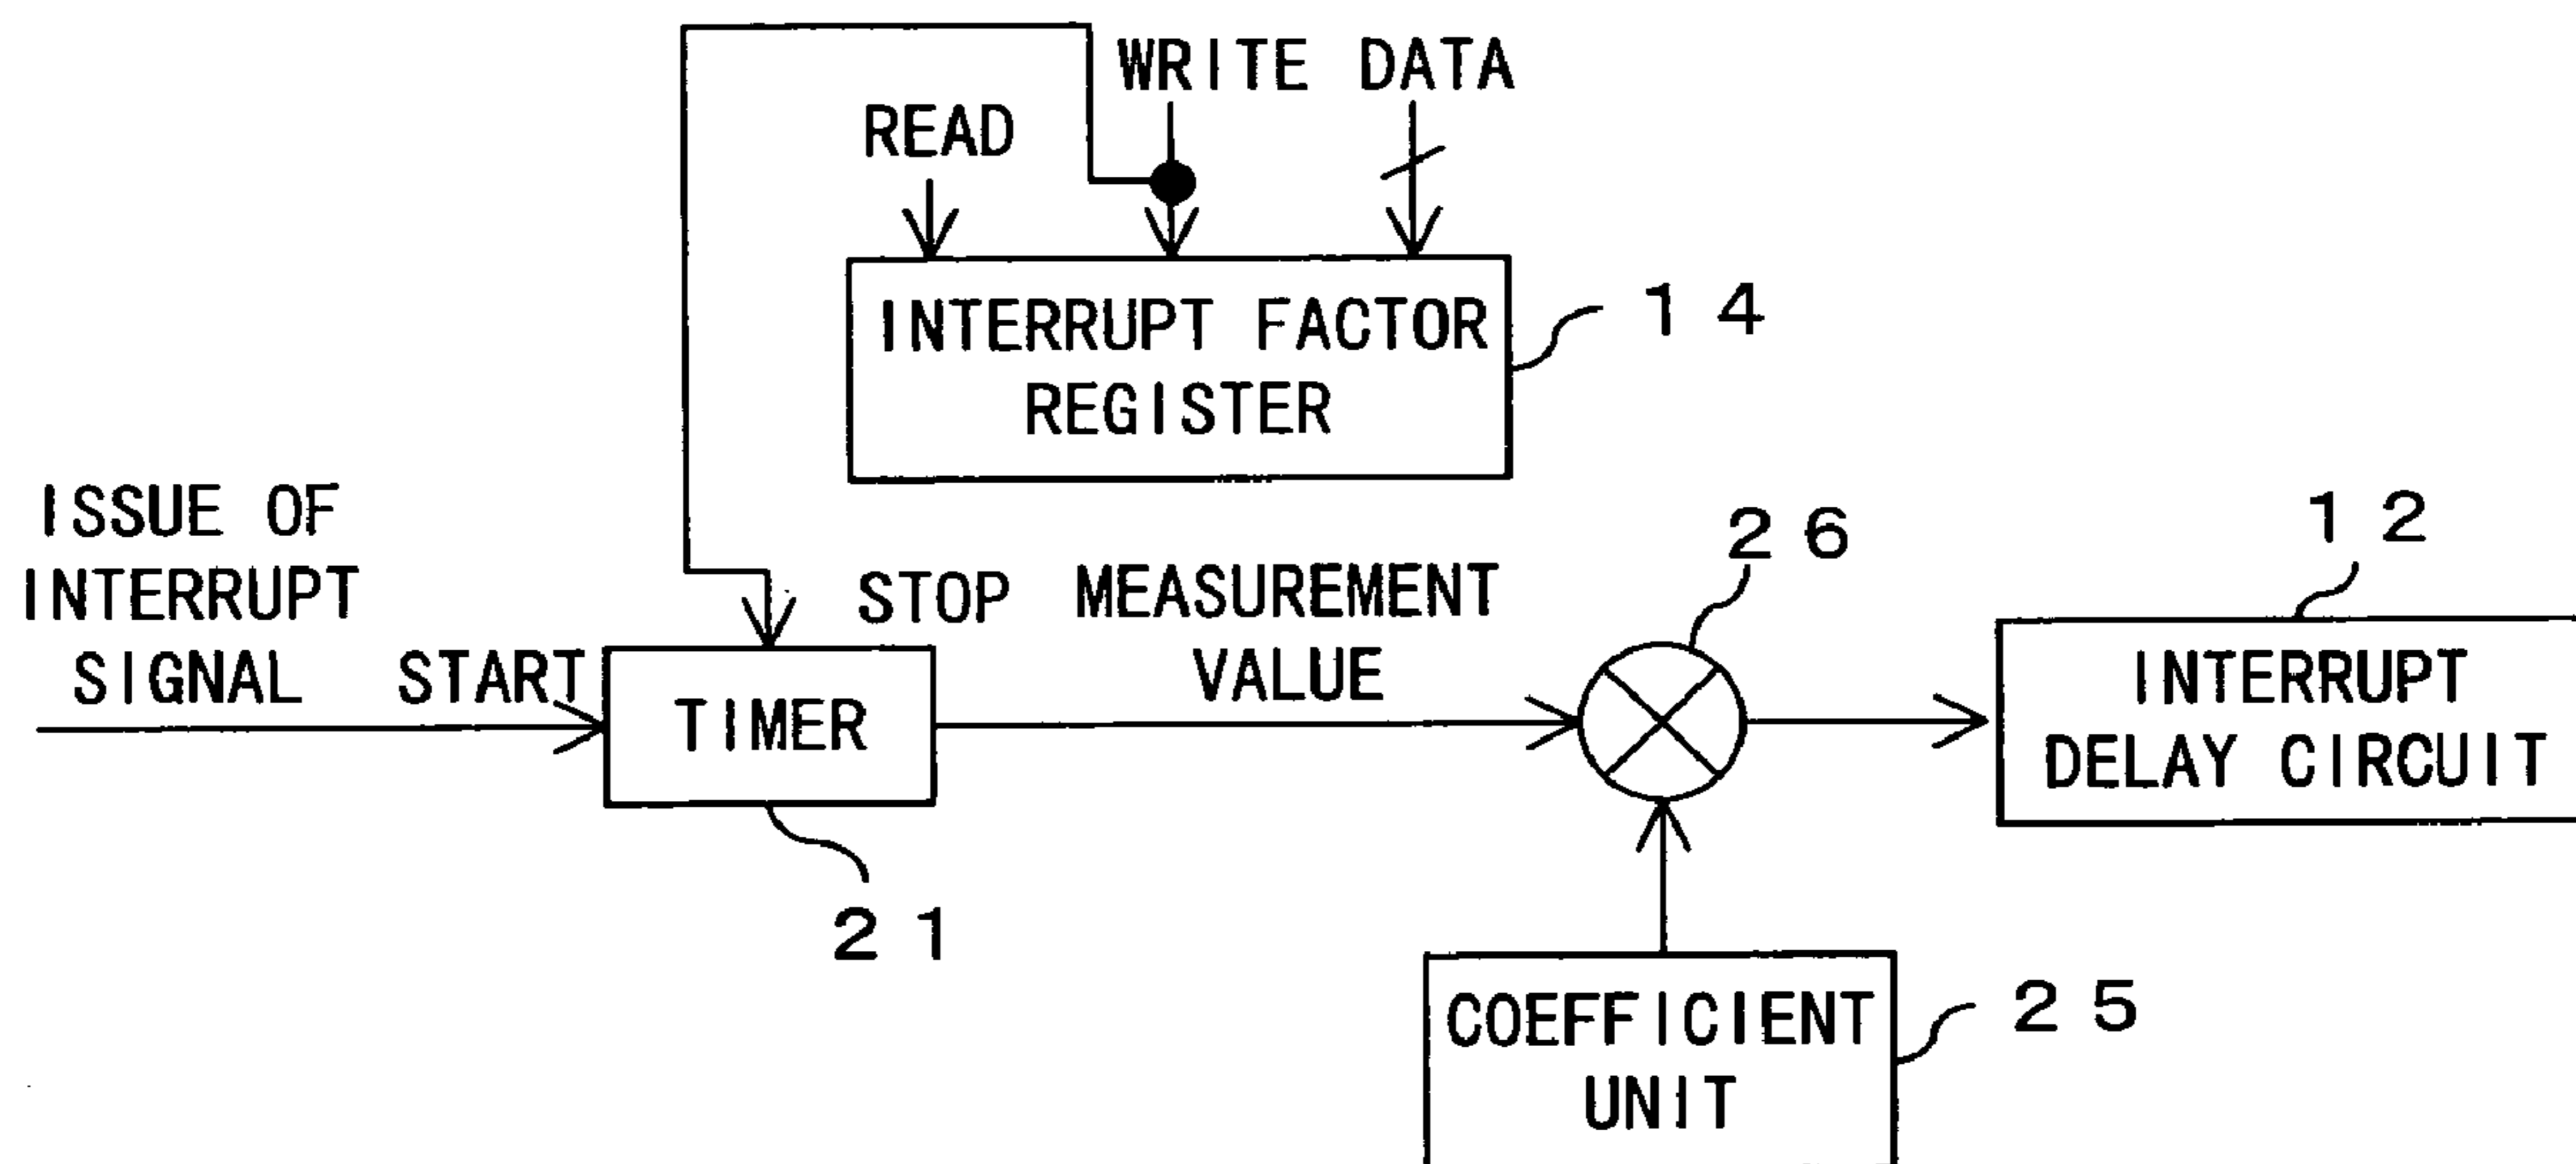 WRITE DATA
READ
INTERRUPT FACTOR
REGISTER
14
ISSUE OF
INTERRUPT
SIGNAL
START
STOP
MEASUREMENT
VALUE
TIMER
21
26
12
INTERRUPT
DELAY CIRCUIT
COEFFICIENT
UNIT
25